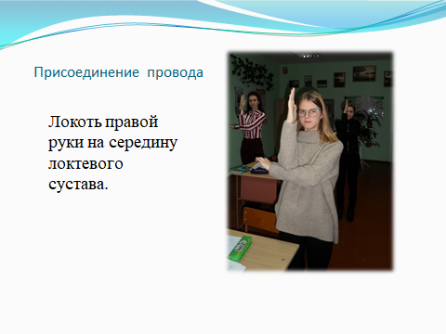 Присоединение провода
Локоть правой
руки на середину
локтевого
сустава.